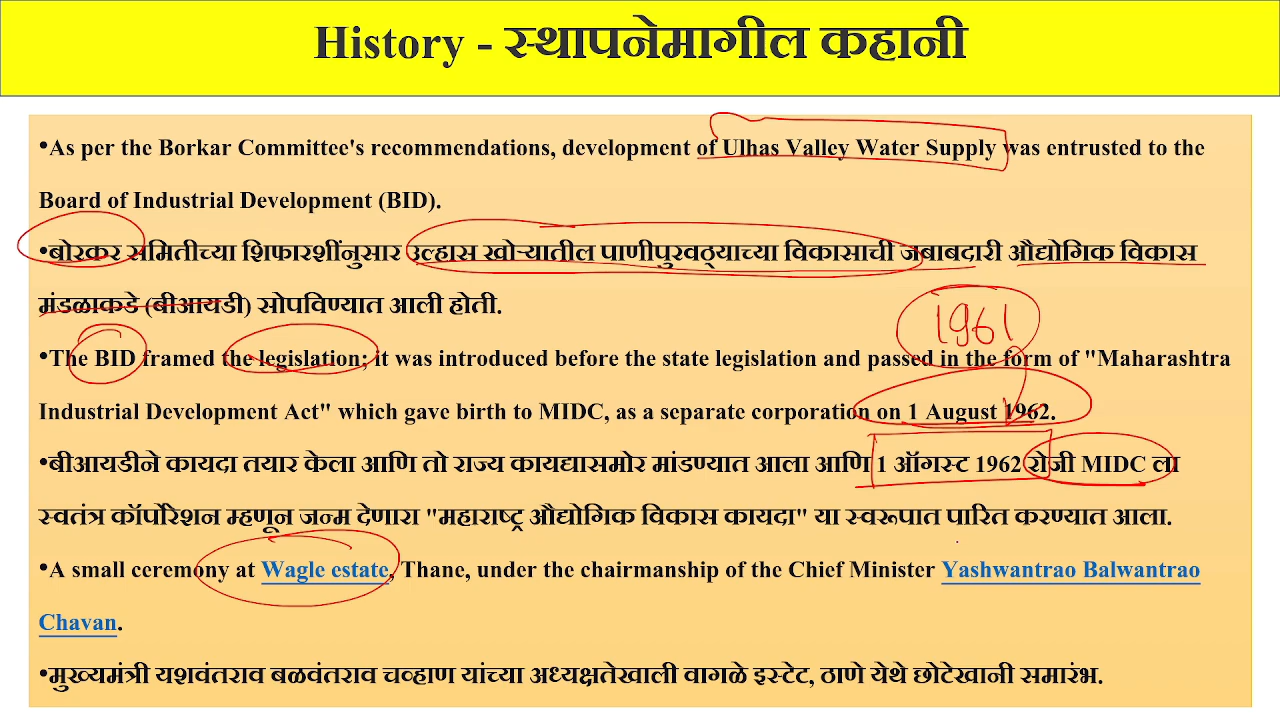 History - स्थापनेमागील कहानी
•As per the Borkar Committee's recommendations, development of Ulhas Valley Water Supply was entrusted to the
Board of Industrial Development (BID).
•बोरकर समितीच्या शिफारशींनुसार उल्हास खोऱ्यातील पाणीपुरवठ्याच्या विकासाची जबाबदारी औद्योगिक विकास
मंडळाकडे (बीआयडी) सोपविण्यात आली होती.
1961
•The BID framed the legislation; it was introduced before the state legislation and passed in the form of "Maharashtra
Industrial Development Act" which gave birth to MIDC, as a separate corporation on 1 August 1962.
•बीआयडीने कायदा तयार केला आणि तो राज्य कायद्यासमोर मांडण्यात आला आणि 1 ऑगस्ट 1962 रोजी MIDC ला
स्वतंत्र कॉर्पोरेशन म्हणून जन्म देणारा "महाराष्ट्र औद्योगिक विकास कायदा" या स्वरूपात पारित करण्यात आला.
•A small ceremony at Wagle estate, Thane, under the chairmanship of the Chief Minister Yashwantrao Balwantrao
Chavan.
•मुख्यमंत्री यशवंतराव बळवंतराव चव्हाण यांच्या अध्यक्षतेखाली वागळे इस्टेट, ठाणे येथे छोटेखानी समारंभ.